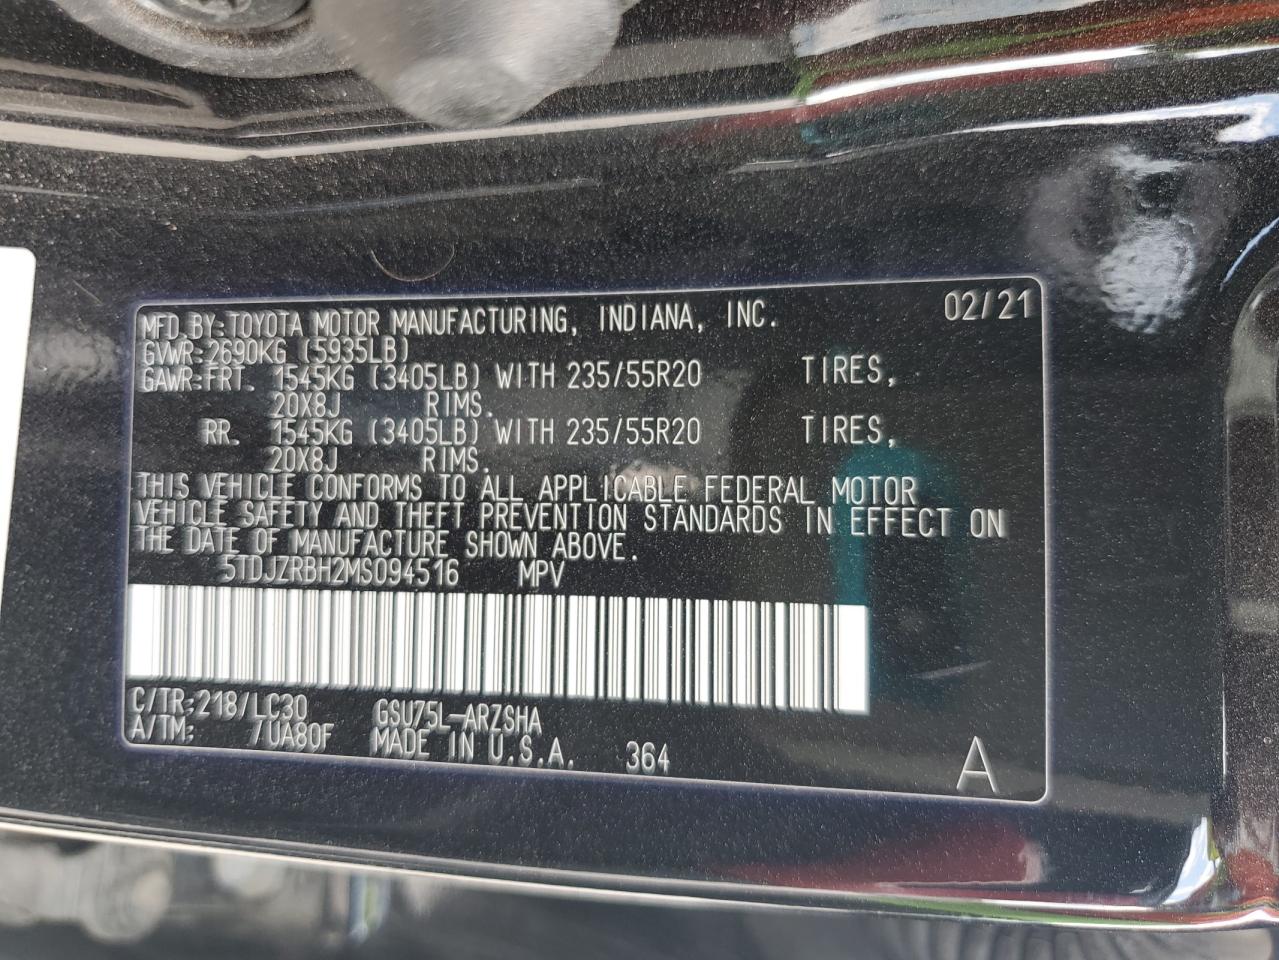 MFD.BY:TOYOTA MOTOR MANUFACTURING, INDIANA, INC. 02/21
GVWR:2690KG (5935LB)
GAWR:FRT. 1545KG (3405LB) WITH 235/55R20 TIRES,
20X8J RIMS.
RR. 1545KG (3405LB) WITH 235/55R20 TIRES,
20X8J RIMS.
THIS VEHICLE CONFORMS TO ALL APPLICABLE FEDERAL MOTOR
VEHICLE SAFETY AND THEFT PREVENTION STANDARDS IN EFFECT ON
THE DATE OF MANUFACTURE SHOWN ABOVE.
5TDJZRBH2MS094516 MPV
C/TR:218/LC30 GSU75L-ARZSHA
A/TM: /UA80F MADE IN U.S.A. 364 A